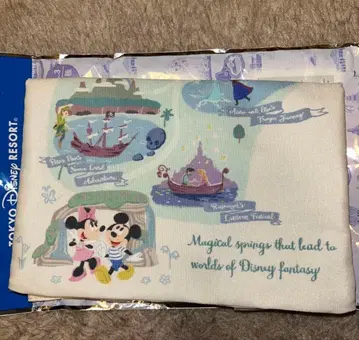 TOKYO DISNEY RESORT®
Anna and Elsa's
Frozen Journey
Peter Pan's
Never Land
Adventure
Rapunzel's
Lantern Festival
Magical springs that lead to
worlds of Disney fantasy